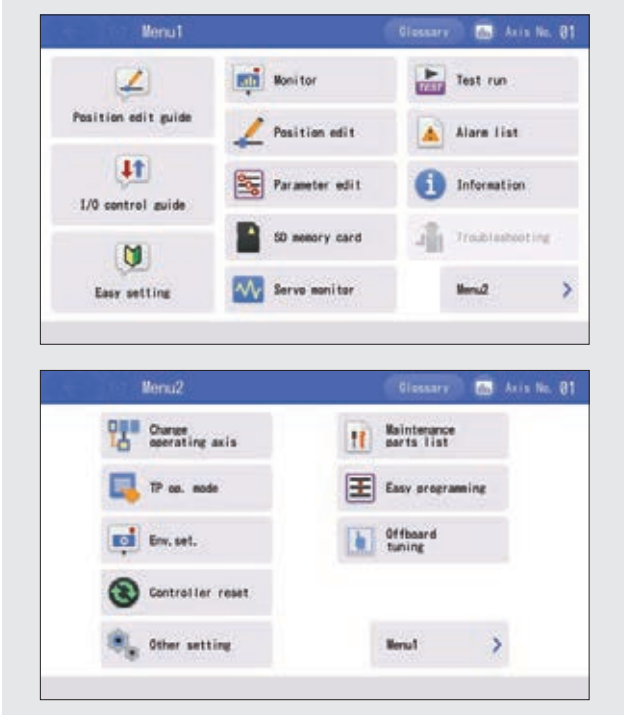 Menu1
Glossary
Axis No. 01
Position edit guide
I/O control guide
Easy setting
Monitor
Position edit
Parameter edit
SD memory card
Servo monitor
Test run
TEST
Alarm list
Information
Troubleshooting
Menu2
Menu2
Glossary
Axis No. 01
Change
operating axis
TP op. mode
Env.set.
Controller reset
Other setting
Maintenance
parts list
Easy programming
Offboard
tuning
Menu1